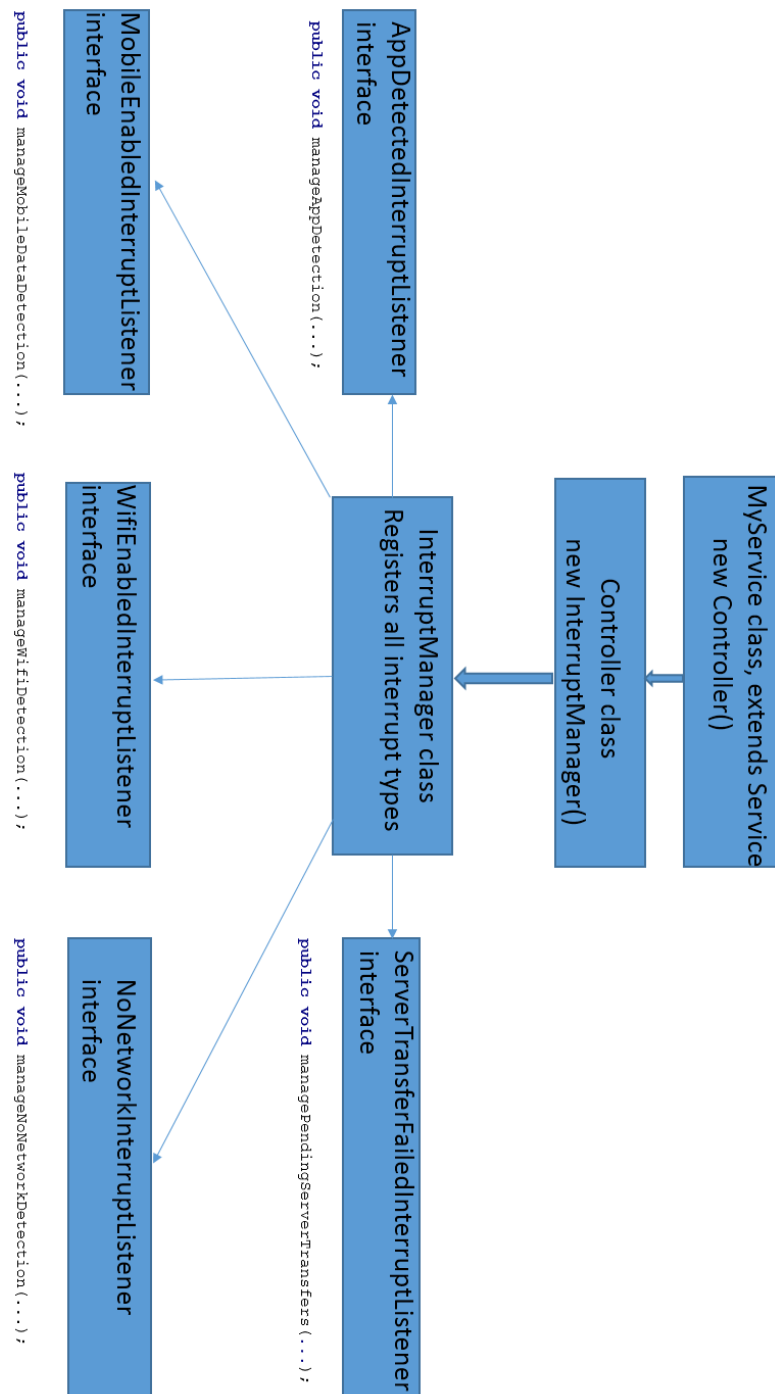 MyService class, extends Service
new Controller()
Controller class
new InterruptManager()
AppDetectedInterruptListener
interface
public void manageAppDetection(...);
InterruptManager class
Registers all interrupt types
ServerTransferFailedInterruptListener
interface
public void managePendingServerTransfers(...);
MobileEnabledInterruptListener
interface
public void manageMobileDataDetection(...);
WifiEnabledInterruptListener
interface
public void manageWifiDetection(...);
NoNetworkInterruptListener
interface
public void manageNoNetworkDetection(...);